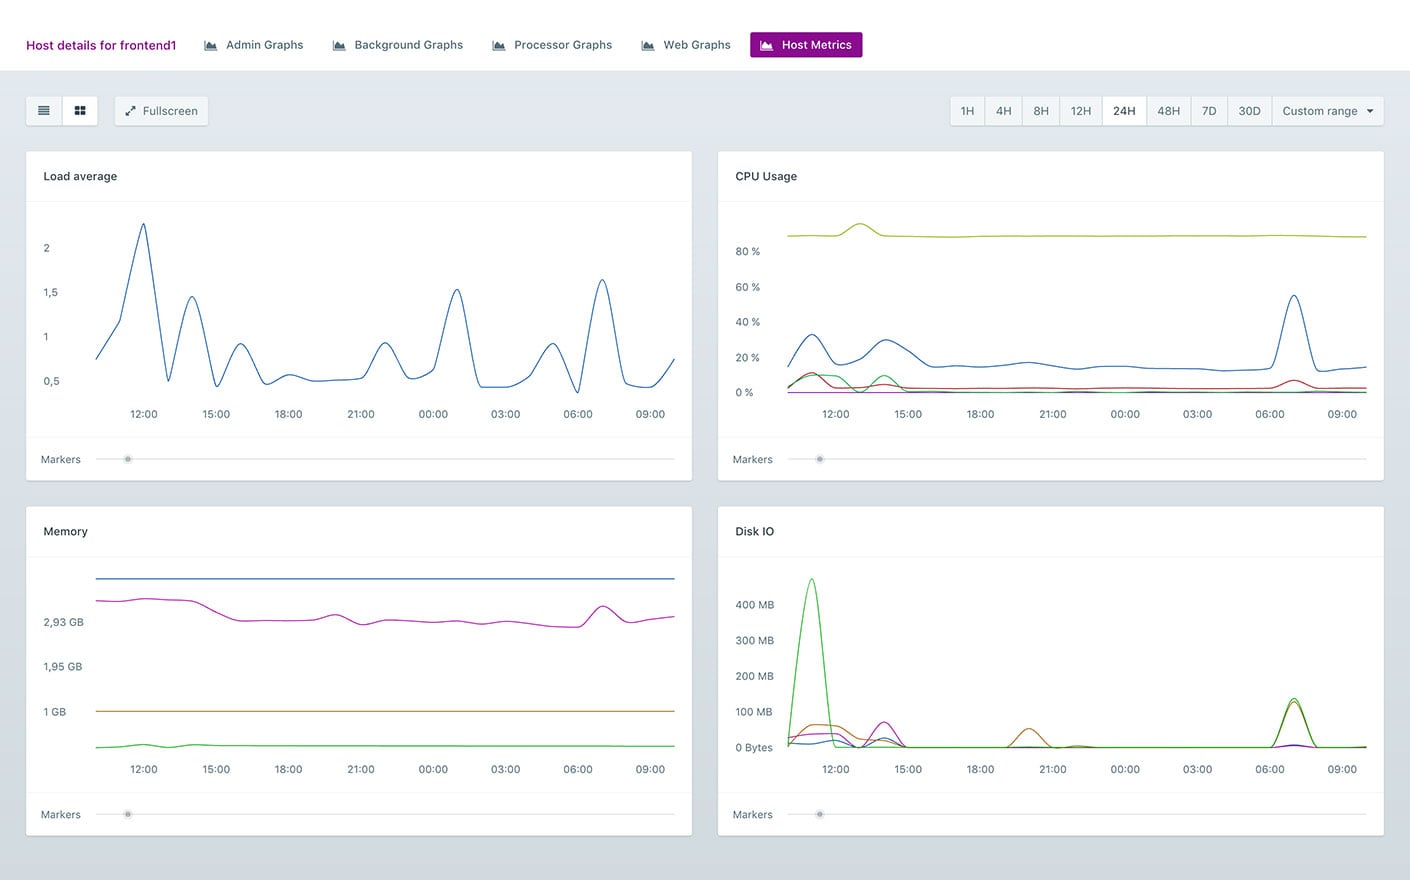 Host details for frontend1 Admin Graphs Background Graphs Processor Graphs Web Graphs Host Metrics
Fullscreen 1H 4H 8H 12H 24H 48H 7D 30D Custom range
Load average
2
1,5
1
0,5
12:00 15:00 18:00 21:00 00:00 03:00 06:00 09:00
Markers
CPU Usage
80 %
60 %
40 %
20 %
0 %
12:00 15:00 18:00 21:00 00:00 03:00 06:00 09:00
Markers
Memory
2,93 GB
1,95 GB
1 GB
12:00 15:00 18:00 21:00 00:00 03:00 06:00 09:00
Markers
Disk IO
400 MB
300 MB
200 MB
100 MB
0 Bytes
12:00 15:00 18:00 21:00 00:00 03:00 06:00 09:00
Markers